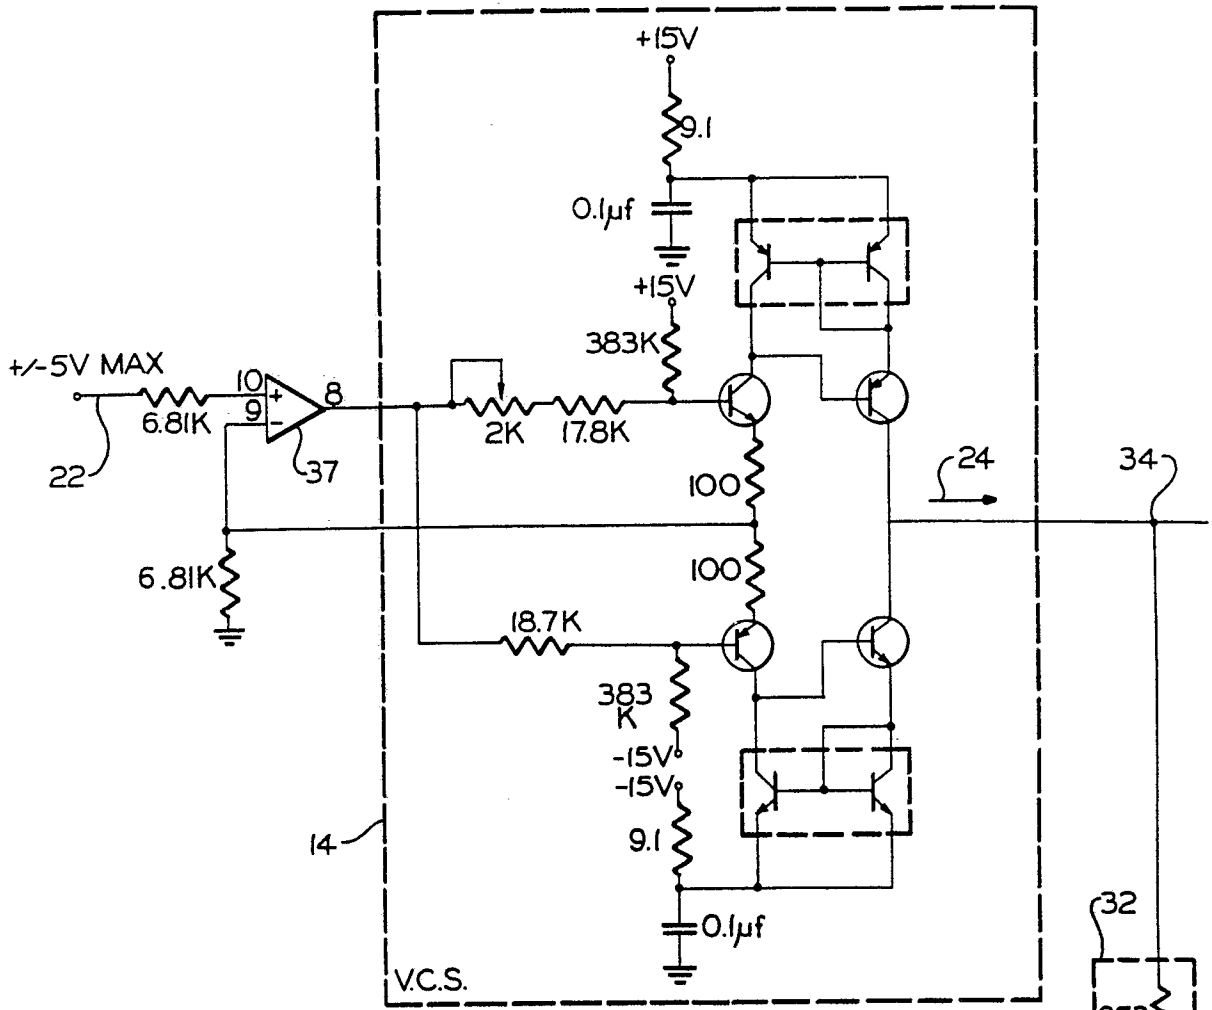 +15V
9.1
0.1µf
+15V
383K
+/-5V MAX
10
8
+
9
-
6.81K
2K
17.8K
22
37
100
24
34
6.81K
100
18.7K
383
K
-15V
-15V
14
9.1
32
0.1µf
V.C.S.